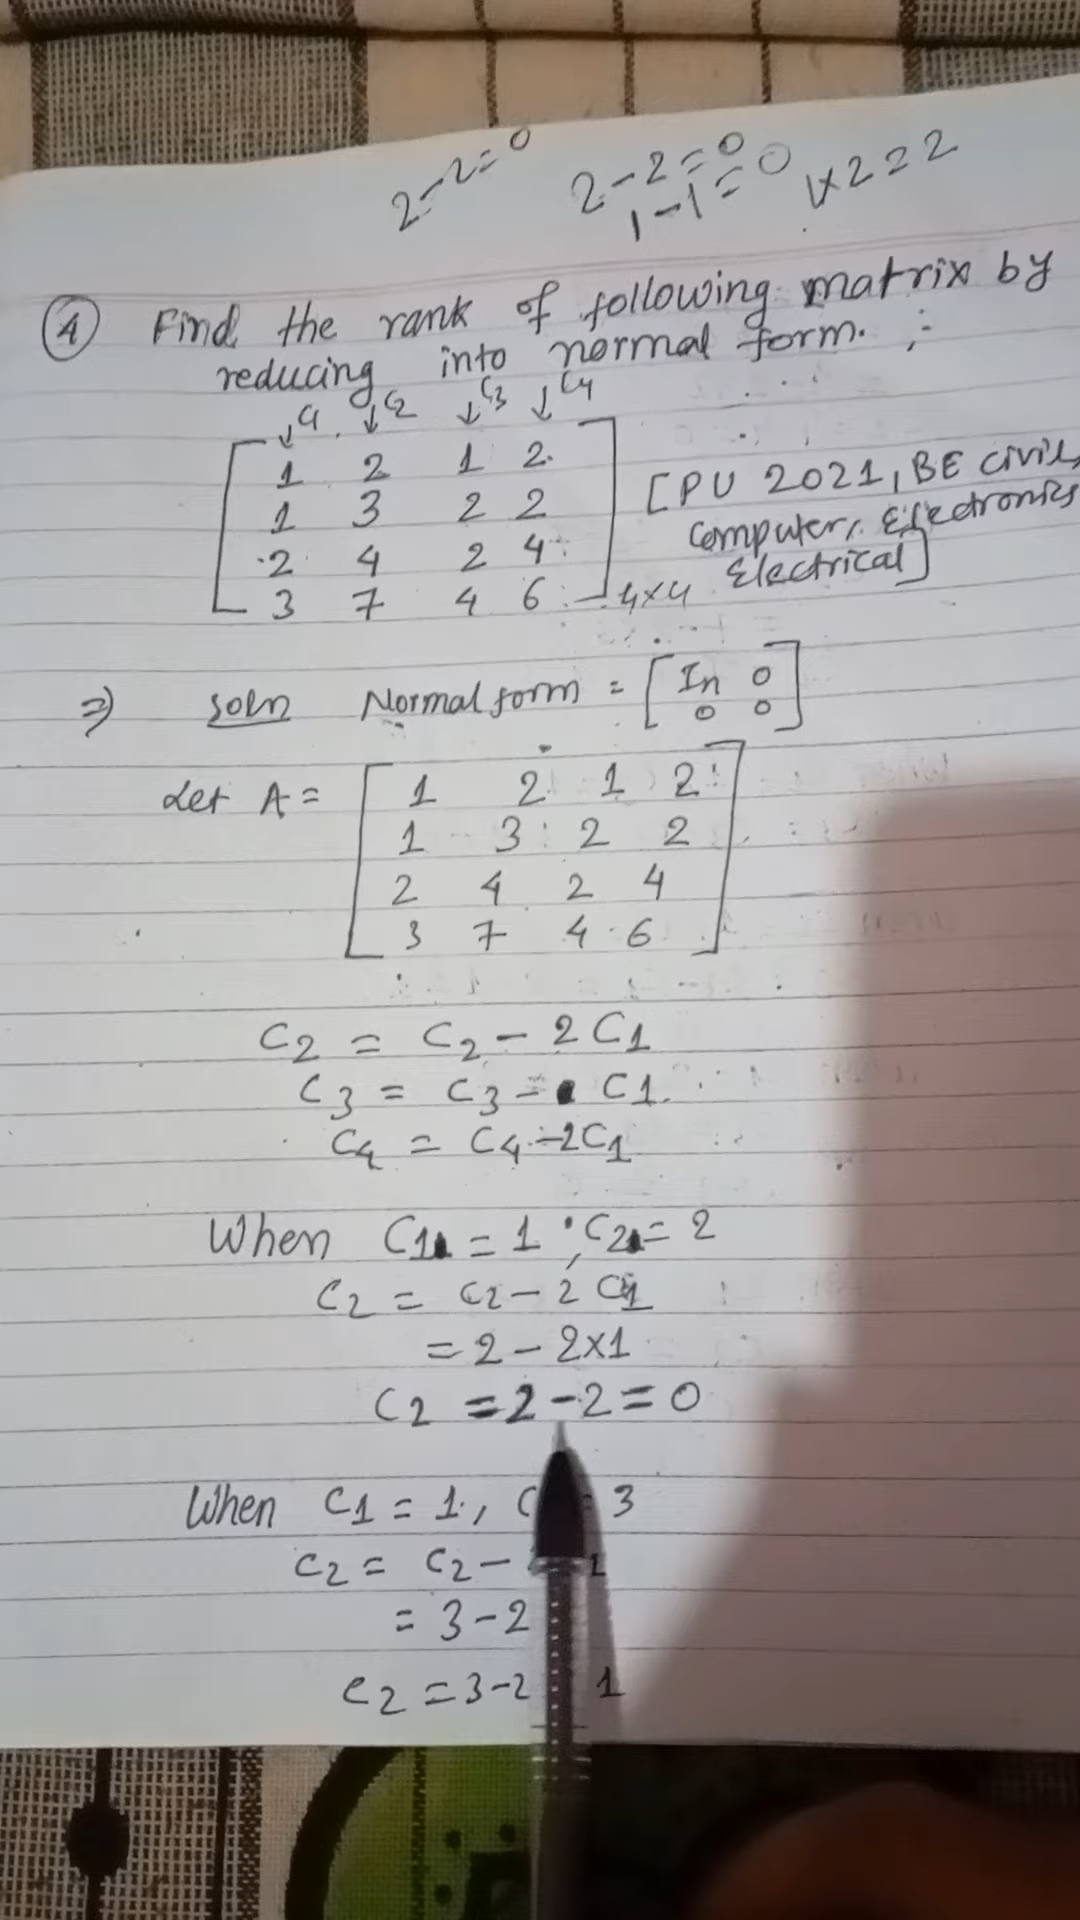 2-2=0 2-2=0 1×2=2
1-1=0
④ Find the rank of following matrix by
reducing into normal form. :-
↓C1 ↓C2 ↓C3 ↓C4
1 2 1 2
1 3 2 2 [PU 2021, BE Civil,
2 4 2 4 Computer, Electronics
3 7 4 6 4×4 Electrical]
⇒ Soln Normal form = [In 0
0 0]
Let A = 1 2 1 2
1 3 2 2
2 4 2 4
3 7 4 6
C2 = C2 - 2C1
C3 = C3 - C1
C4 = C4 - 2C1
When C1 = 1, C2 = 2
C2 = C2 - 2 C1
= 2 - 2×1
C2 = 2 - 2 = 0
When C1 = 1, C = 3
C2 = C2 - 1
= 3 - 2
C2 = 3 - 2 1